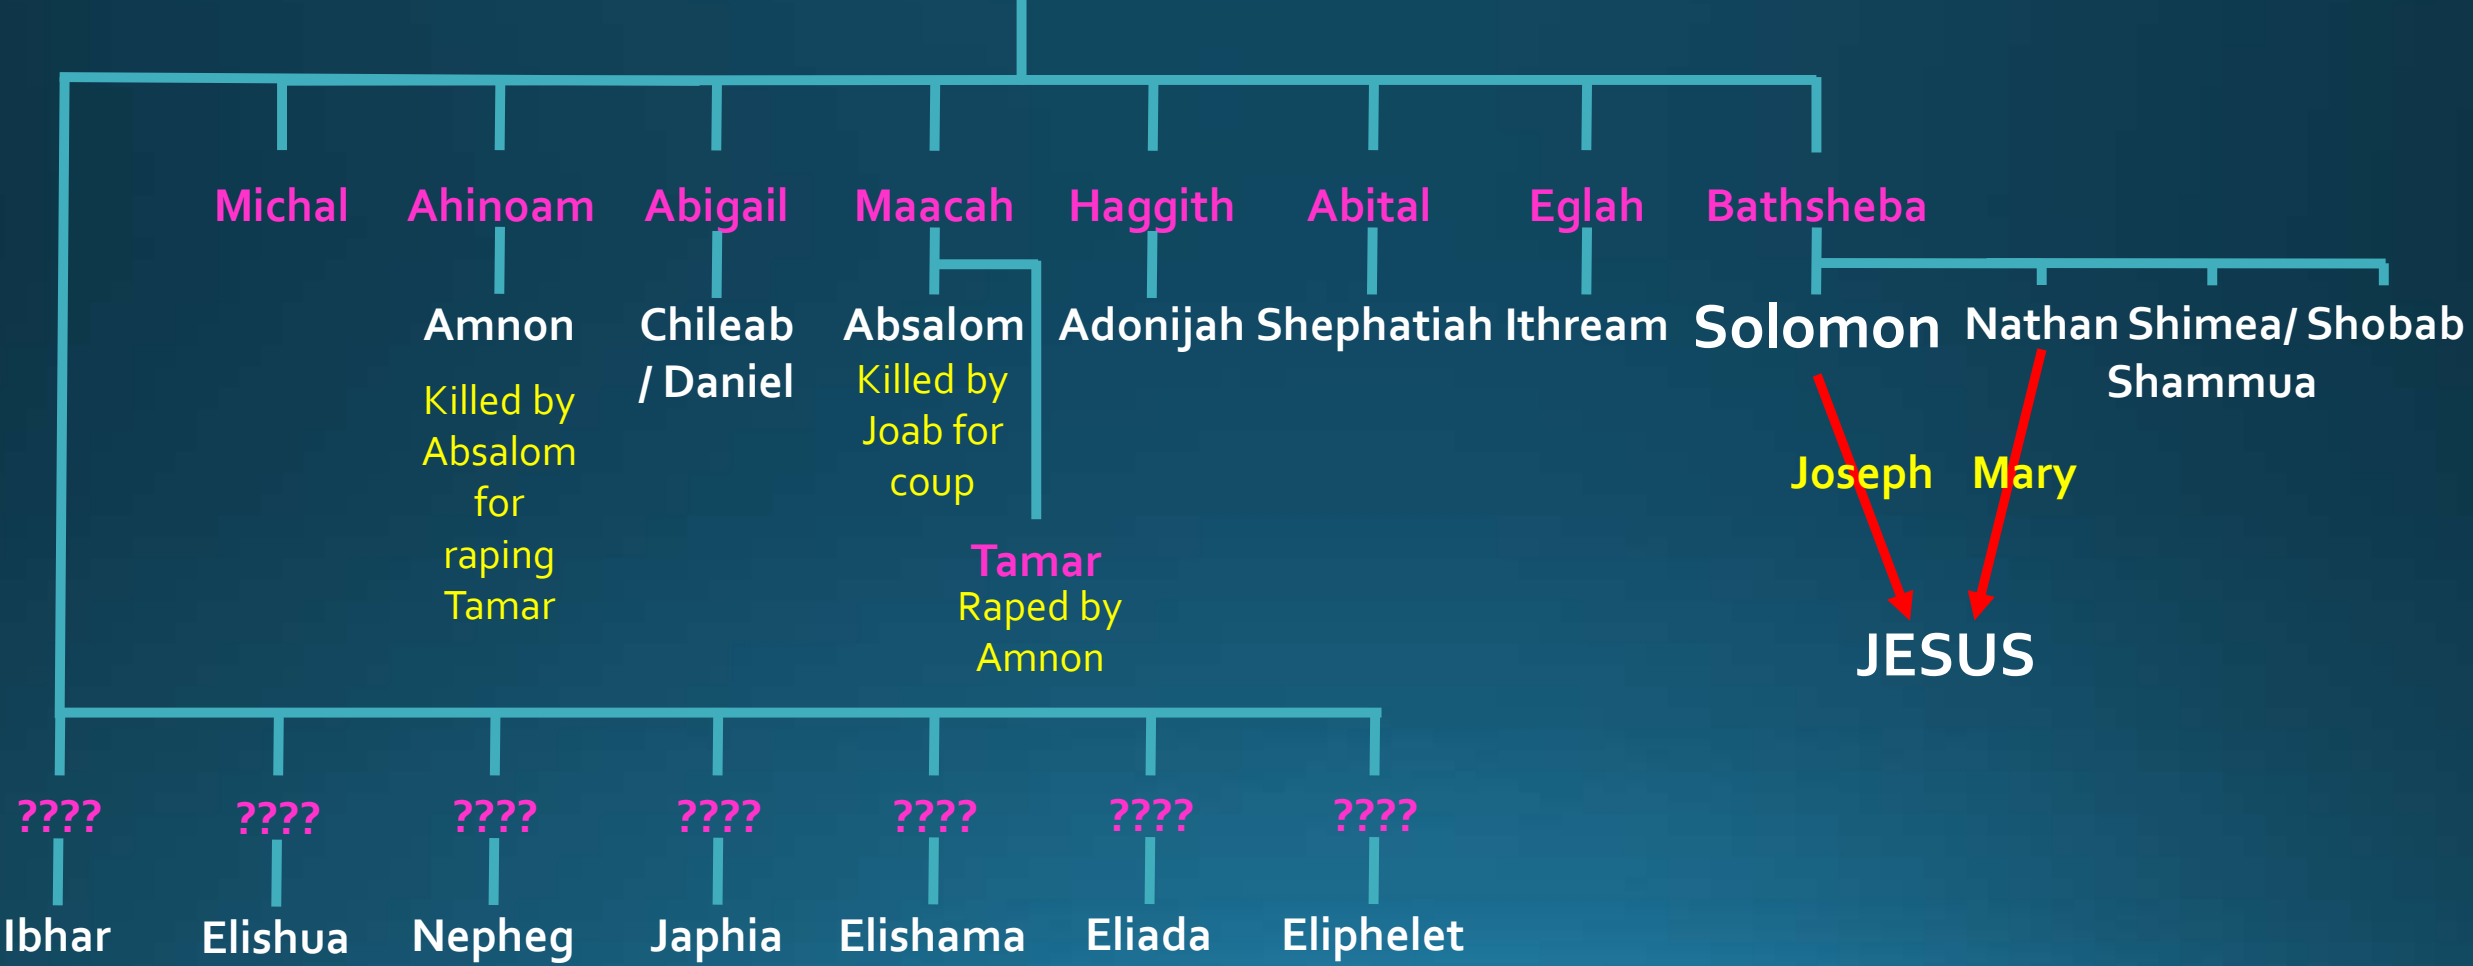 Michal Ahinoam Abigail Maacah Haggith Abital Eglah Bathsheba
Amnon
Killed by
Absalom
for
raping
Tamar
Chileab
/ Daniel
Absalom
Killed by
Joab for
coup
Tamar
Raped by
Amnon
Adonijah Shephatiah Ithream Solomon Nathan Shimea/ Shobab
Shammua
Joseph Mary
JESUS
???? ???? ???? ???? ???? ???? ????
Ibhar Elishua Nepheg Japhia Elishama Eliada Eliphelet